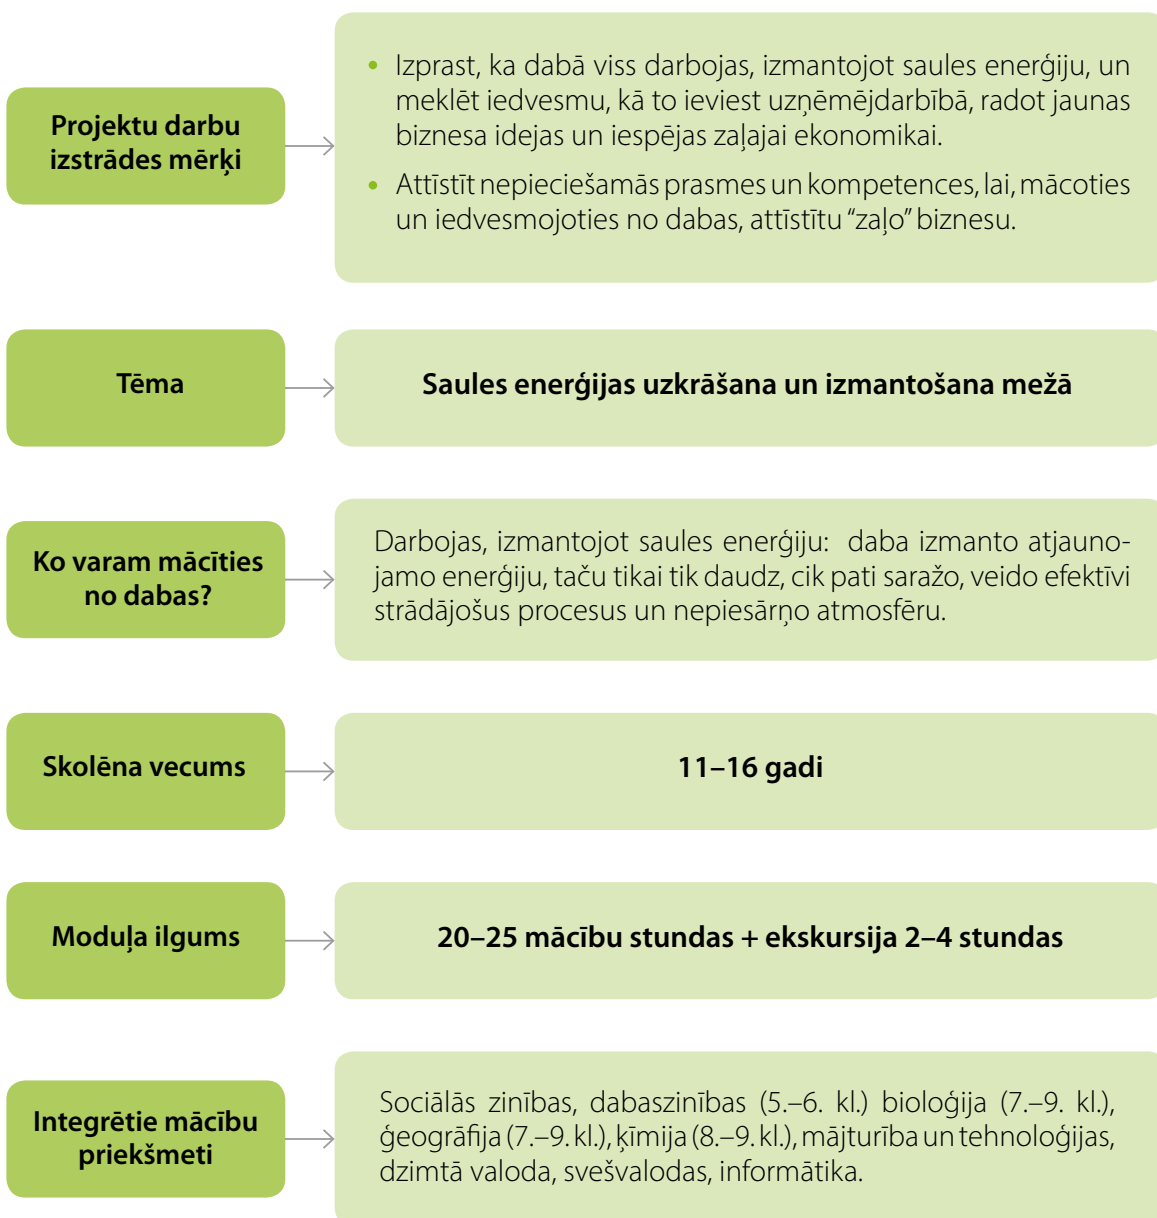 Projektu darbu
izstrādes mērķi
• Izprast, ka dabā viss darbojas, izmantojot saules enerģiju, un
meklēt iedvesmu, kā to ieviest uzņēmējdarbībā, radot jaunas
biznesa idejas un iespējas zaļajai ekonomikai.
• Attīstīt nepieciešamās prasmes un kompetences, lai, mācoties
un iedvesmojoties no dabas, attīstītu “zaļo” biznesu.
Tēma
Saules enerģijas uzkrāšana un izmantošana mežā
Ko varam mācīties
no dabas?
Darbojas, izmantojot saules enerģiju: daba izmanto atjauno-
jamo enerģiju, taču tikai tik daudz, cik pati saražo, veido efektīvi
strādājošus procesus un nepiesārņo atmosfēru.
Skolēna vecums
11–16 gadi
Moduļa ilgums
20–25 mācību stundas + ekskursija 2–4 stundas
Integrētie mācību
priekšmeti
Sociālās zinības, dabaszinības (5.–6. kl.) bioloģija (7.–9. kl.),
ģeogrāfija (7.–9. kl.), ķīmija (8.–9. kl.), mājturība un tehnoloģijas,
dzimtā valoda, svešvalodas, informātika.